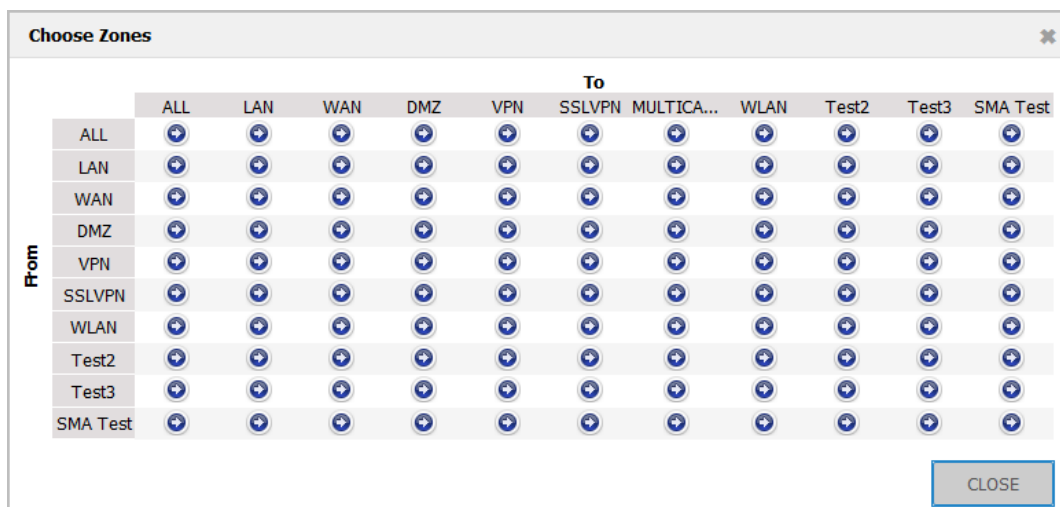 Choose Zones
To
ALL LAN WAN DMZ VPN SSLVPN MULTICA... WLAN Test2 Test3 SMA Test
From
ALL
LAN
WAN
DMZ
VPN
SSLVPN
WLAN
Test2
Test3
SMA Test
CLOSE